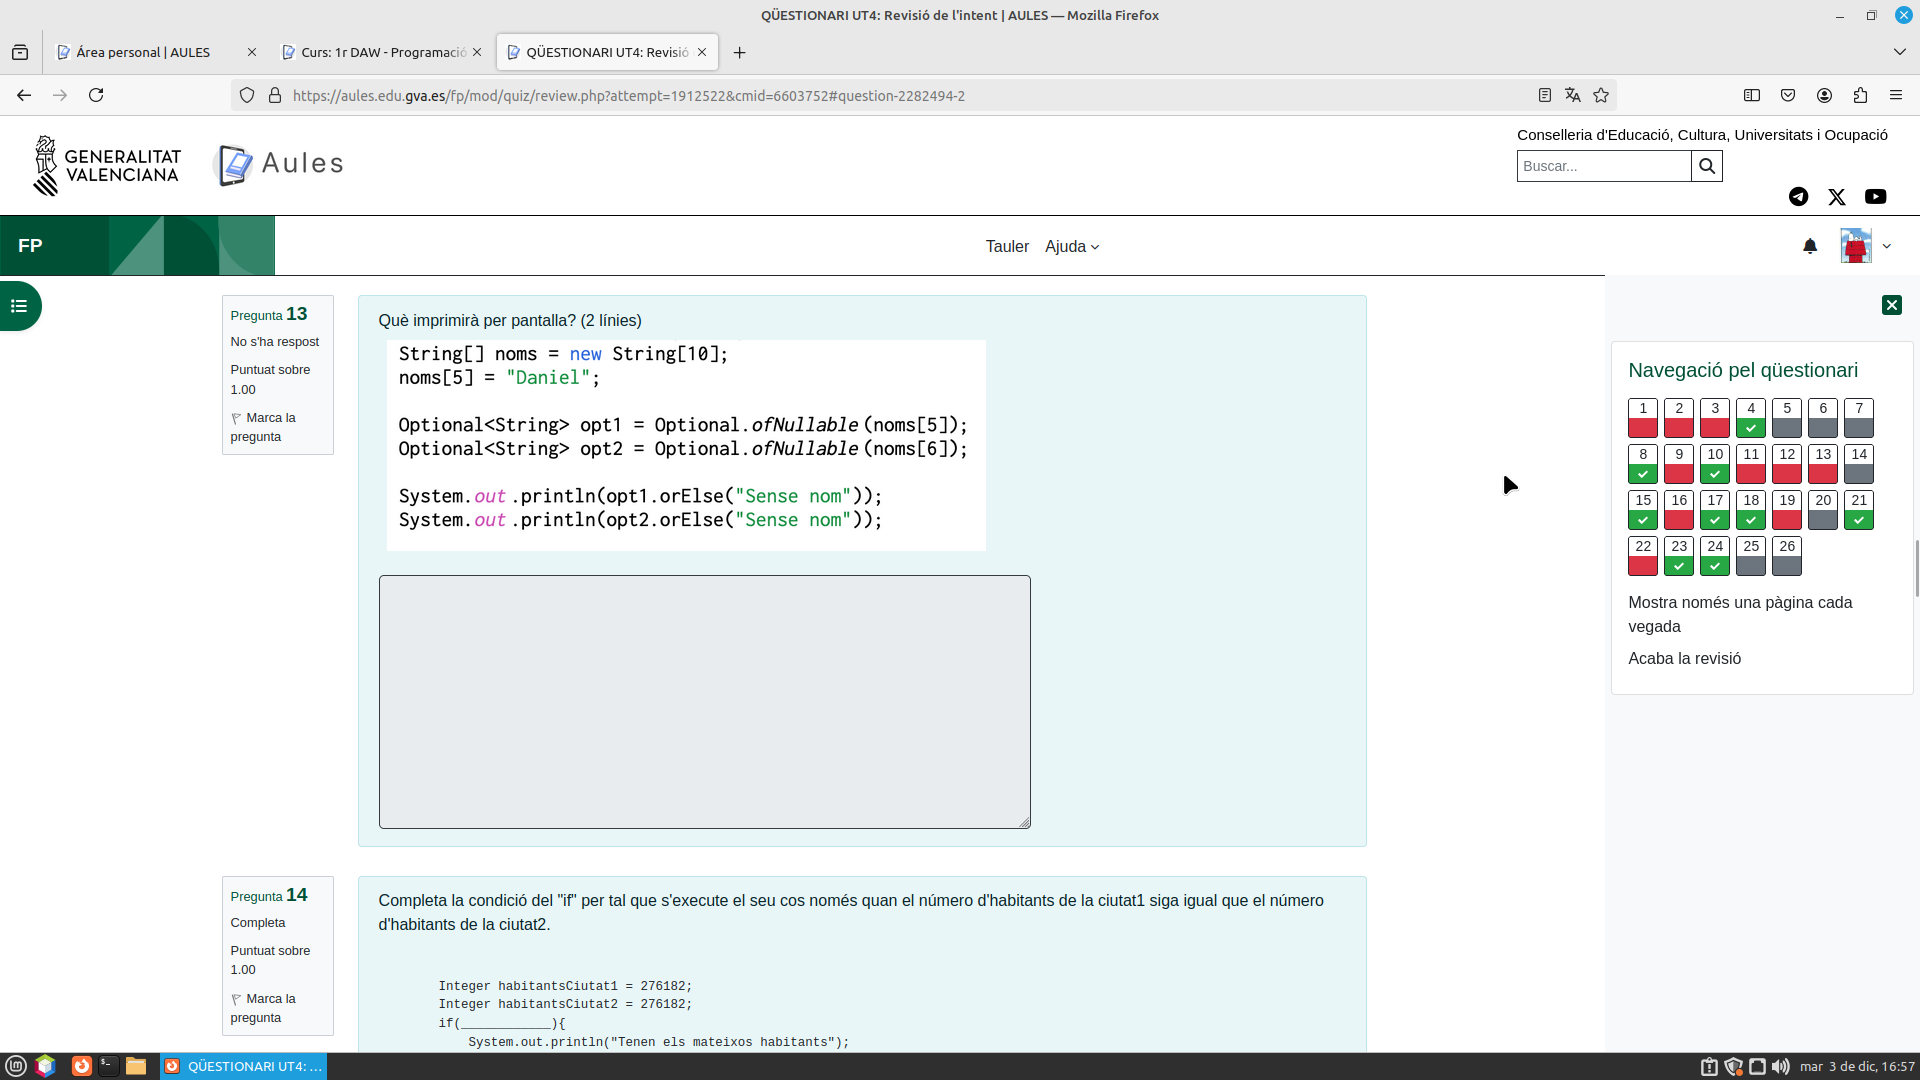 QÜESTIONARI UT4: Revisió de l'intent | AULES — Mozilla Firefox
Área personal | AULES
Curs: 1r DAW - Programació
QÜESTIONARI UT4: Revisió
https://aules.edu.gva.es/fp/mod/quiz/review.php?attempt=1912522&cmid=6603752#question-2282494-2
GENERALITAT
VALENCIANA
Aules
Conselleria d'Educació, Cultura, Universitats i Ocupació
Buscar...
FP
Tauler
Ajuda
Pregunta 13
No s'ha respost
Puntuat sobre
1.00
Marca la
pregunta
Què imprimirà per pantalla? (2 línies)
String[] noms = new String[10];
noms[5] = "Daniel";
Optional<String> opt1 = Optional.ofNullable(noms[5]);
Optional<String> opt2 = Optional.ofNullable(noms[6]);
System.out.println(opt1.orElse("Sense nom"));
System.out.println(opt2.orElse("Sense nom"));
Navegació pel qüestionari
1 2 3 4 5 6 7
8 9 10 11 12 13 14
15 16 17 18 19 20 21
22 23 24 25 26
Mostra només una pàgina cada
vegada
Acaba la revisió
Pregunta 14
Completa
Puntuat sobre
1.00
Marca la
pregunta
Completa la condició del "if" per tal que s'execute el seu cos només quan el número d'habitants de la ciutat1 siga igual que el número
d'habitants de la ciutat2.
Integer habitantsCiutat1 = 276182;
Integer habitantsCiutat2 = 276182;
if(____________){
System.out.println("Tenen els mateixos habitants");
QÜESTIONARI UT4: ...
mar 3 de dic, 16:57